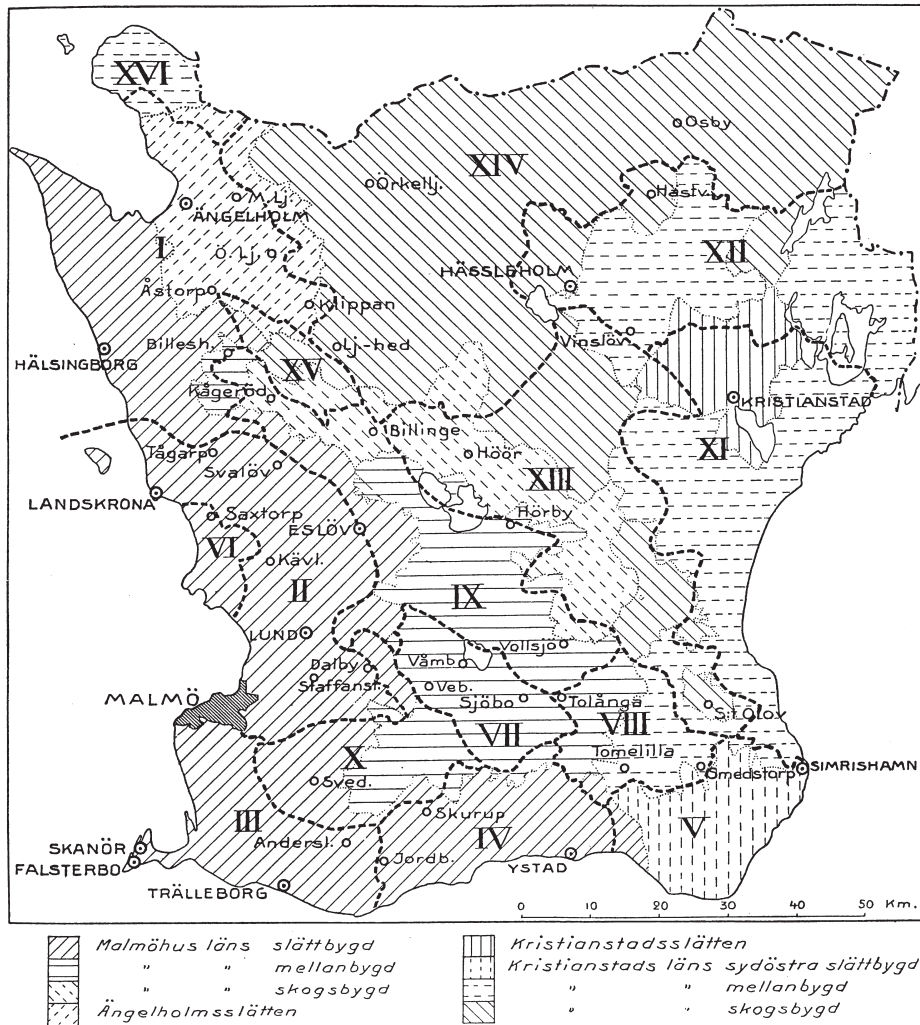 XVI
Osby
XIV
Örkellj.
Hästv.
M. Lj.
ÄNGELHOLM
XII
I
Ö. Lj.
HÄSSLEHOLM
Åstorp
Klippan
Vinslöv
Billesh.
Lj-hed
HÄLSINGBORG
XV
Kågeröd
KRISTIANSTAD
Billinge
XI
Tågarp
Höör
Svalöv
XIII
LANDSKRONA
Saxtorp
Hörby
ESLÖV
VI
Kävl.
II
IX
LUND
Vollsjö
Dalby
Våmb.
Staffanst.
Veb.
MALMÖ
Sjöbo
Tolånga
S:t Olov
VII
VIII
X
Tomelilla
Smedstorp
SIMRISHAMN
Sved.
Skurup
III
IV
V
Andersl.
SKANÖR
Jordb.
YSTAD
FALSTERBO
TRÄLLEBORG
0 10 20 30 40 50 Km.
Malmöhus läns slättbygd
" " mellanbygd
" " skogsbygd
Ängelholmsslätten
Kristianstadsslätten
Kristianstads läns sydöstra slättbygd
" " mellanbygd
" " skogsbygd